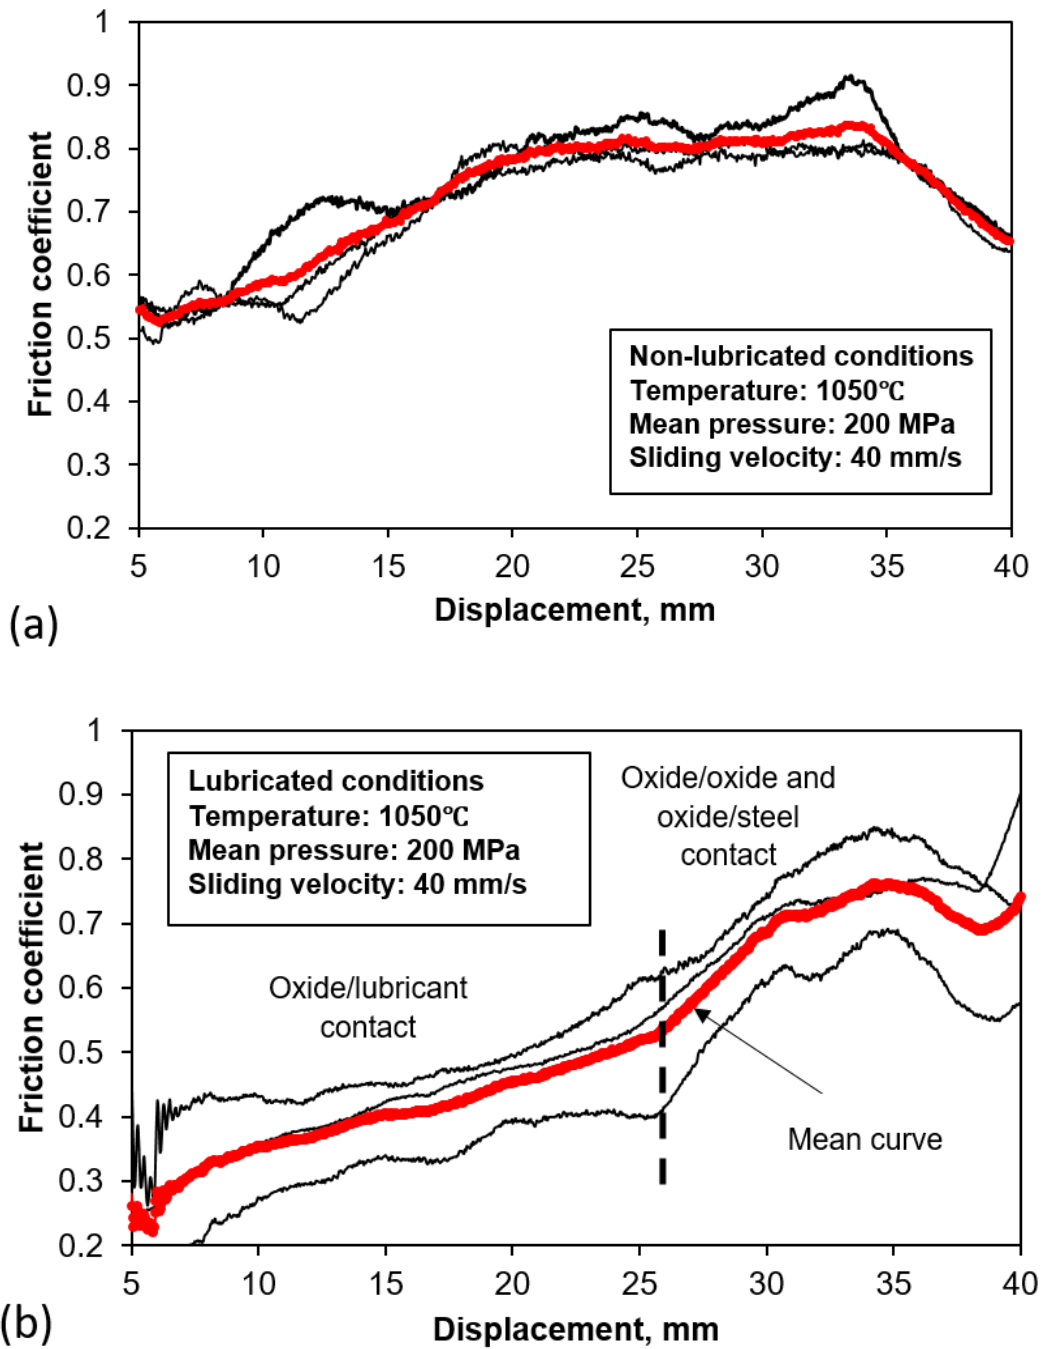 1
0.9
0.8
0.7
0.6
0.5
0.4
0.3
0.2
Friction coefficient
Non-lubricated conditions
Temperature: 1050℃
Mean pressure: 200 MPa
Sliding velocity: 40 mm/s
5 10 15 20 25 30 35 40
Displacement, mm
(a)
1
0.9
0.8
0.7
0.6
0.5
0.4
0.3
0.2
Friction coefficient
Lubricated conditions
Temperature: 1050℃
Mean pressure: 200 MPa
Sliding velocity: 40 mm/s
Oxide/oxide and
oxide/steel
contact
Oxide/lubricant
contact
Mean curve
5 10 15 20 25 30 35 40
Displacement, mm
(b)